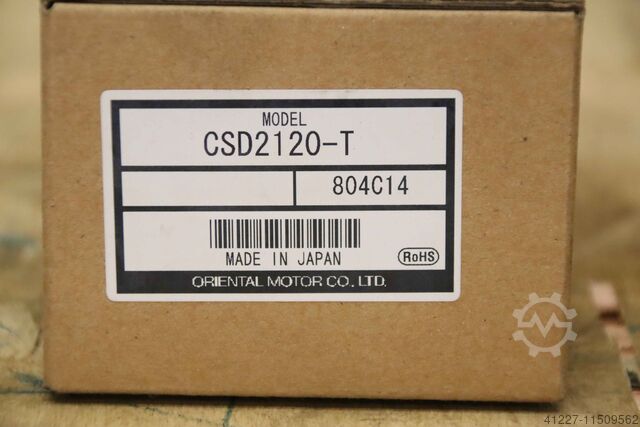 MODEL
CSD2120-T
804C14
MADE IN JAPAN
RoHS
ORIENTAL MOTOR CO. LTD.
41227-11509562